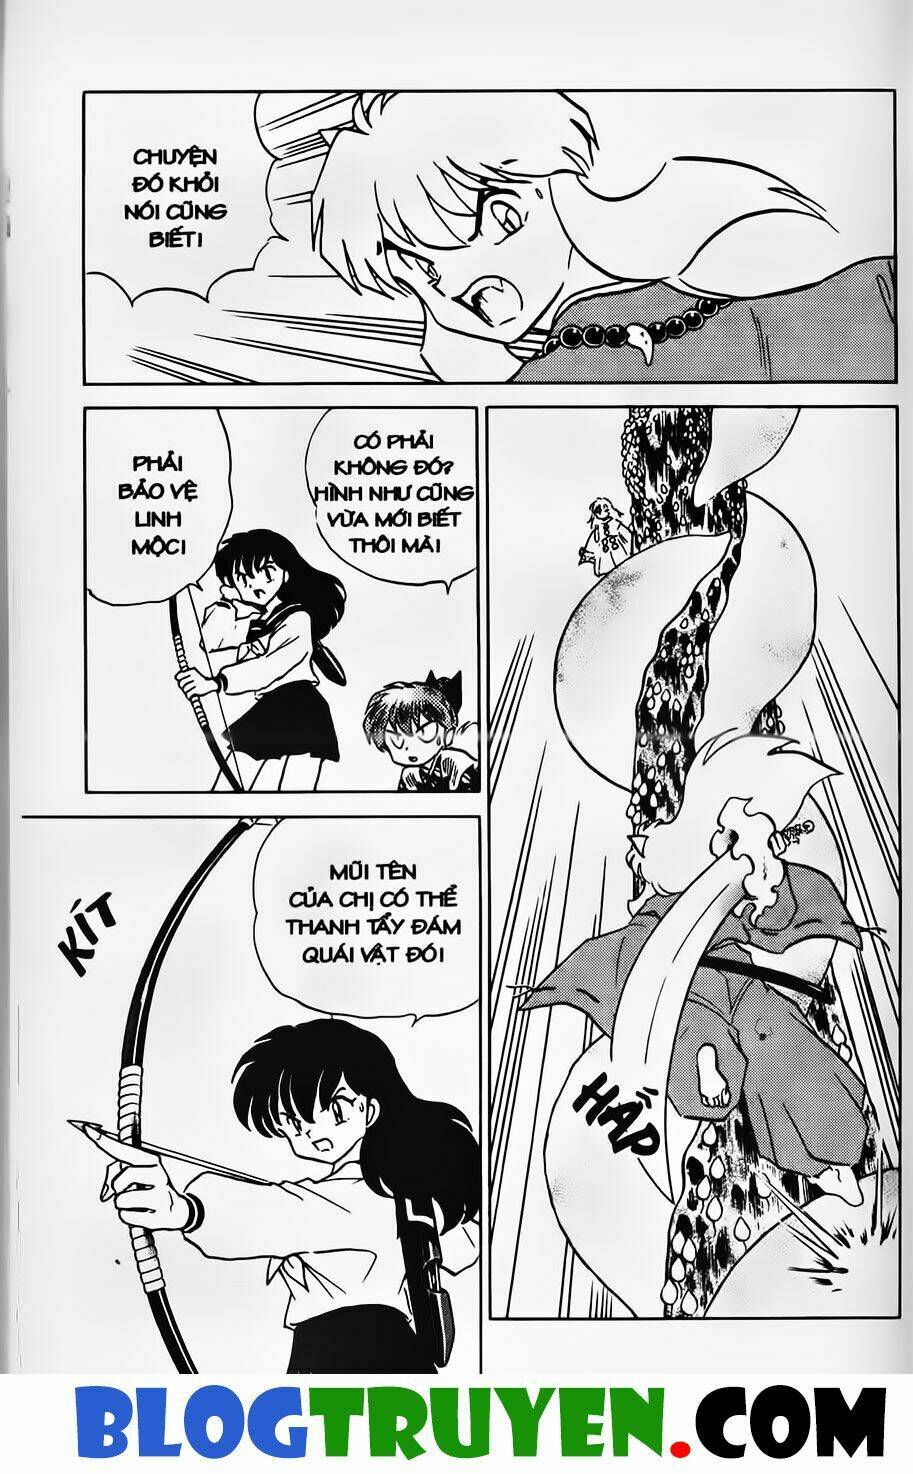 CHUYỆN
ĐÓ KHỎI
NÓI CŨNG
BIẾT!
PHẢI
BẢO VỆ
LINH
MỘC!
CÓ PHẢI
KHÔNG ĐÓ?
HÌNH NHƯ CŨNG
VỪA MỚI BIẾT
THÔI MÀ!
HẤP
KÍT
MŨI TÊN
CỦA CHỊ CÓ THỂ
THANH TẨY ĐÁM
QUÁI VẬT ĐÓ!
BLOGTRUYEN.COM